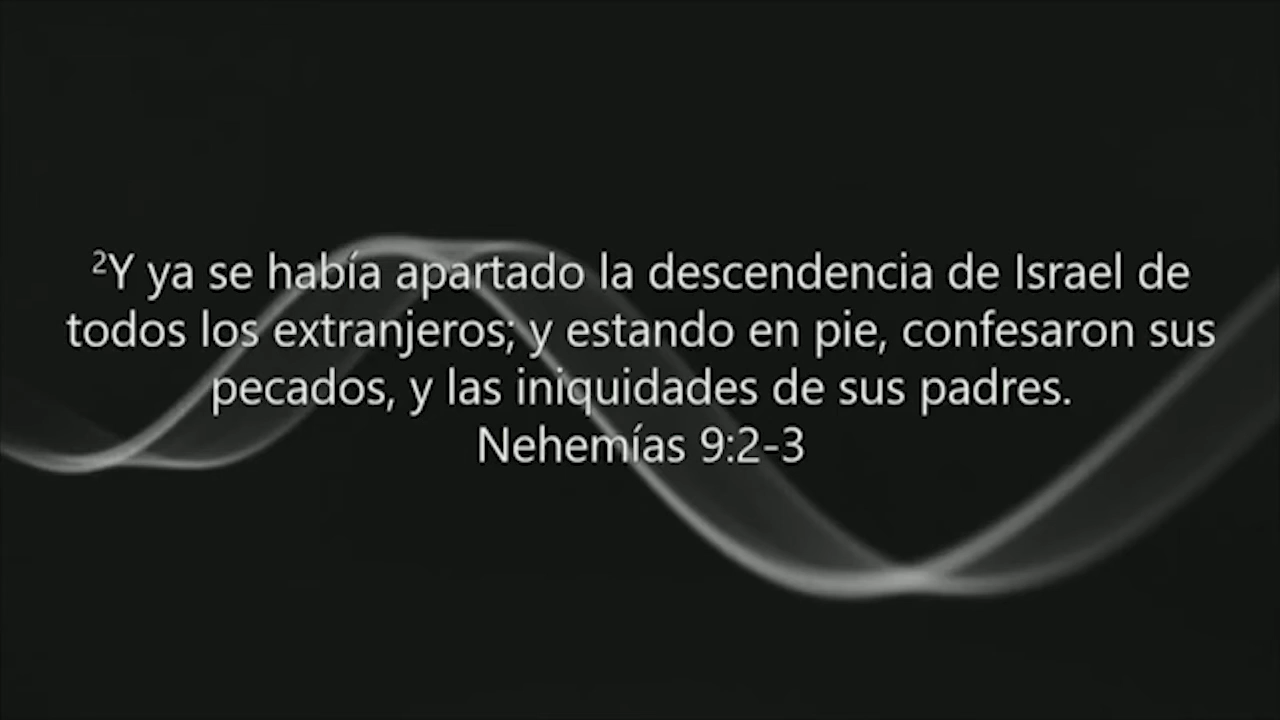 ²Y ya se había apartado la descendencia de Israel de
todos los extranjeros; y estando en pie, confesaron sus
pecados, y las iniquidades de sus padres.
Nehemías 9:2-3